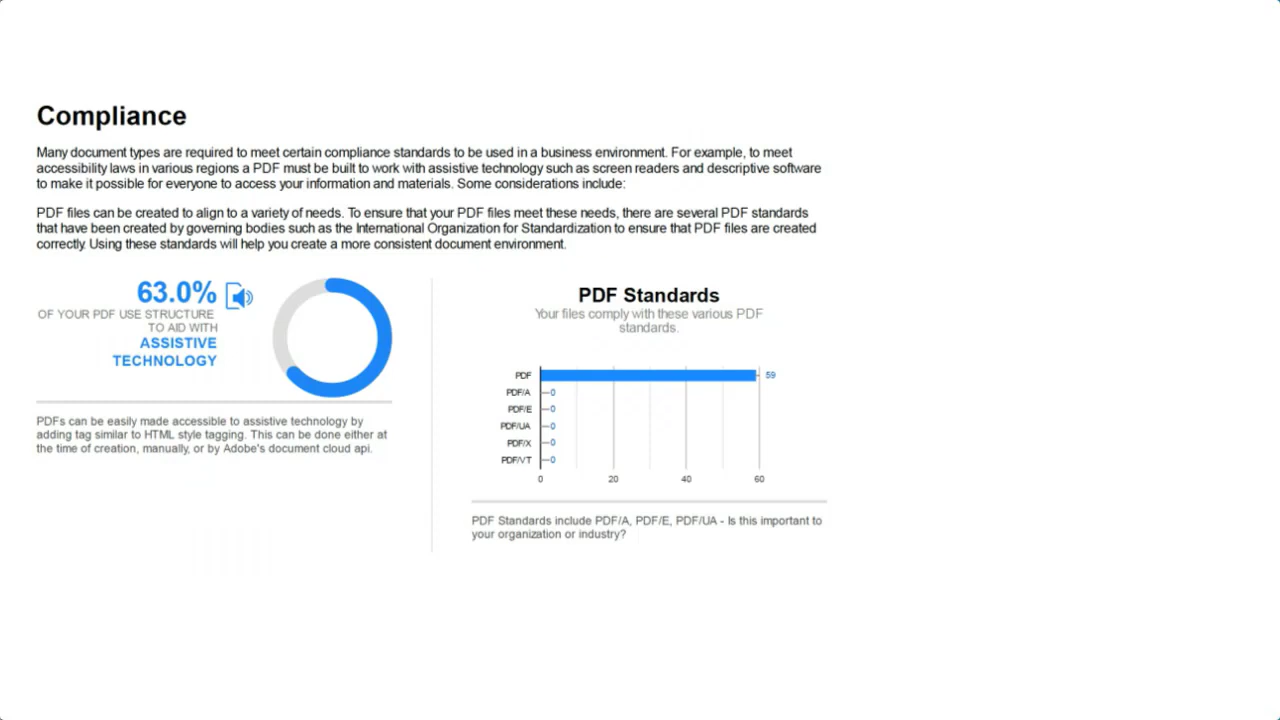 Compliance
Many document types are required to meet certain compliance standards to be used in a business environment. For example, to meet
accessibility laws in various regions a PDF must be built to work with assistive technology such as screen readers and descriptive software
to make it possible for everyone to access your information and materials. Some considerations include:
PDF files can be created to align to a variety of needs. To ensure that your PDF files meet these needs, there are several PDF standards
that have been created by governing bodies such as the International Organization for Standardization to ensure that PDF files are created
correctly. Using these standards will help you create a more consistent document environment.
63.0%
OF YOUR PDF USE STRUCTURE
TO AID WITH
ASSISTIVE
TECHNOLOGY
PDFs can be easily made accessible to assistive technology by
adding tag similar to HTML style tagging. This can be done either at
the time of creation, manually, or by Adobe's document cloud api.
PDF Standards
Your files comply with these various PDF
standards.
PDF 59
PDF/A 0
PDF/E 0
PDF/UA 0
PDF/X 0
PDF/VT 0
0 20 40 60
PDF Standards include PDF/A, PDF/E, PDF/UA - Is this important to
your organization or industry?